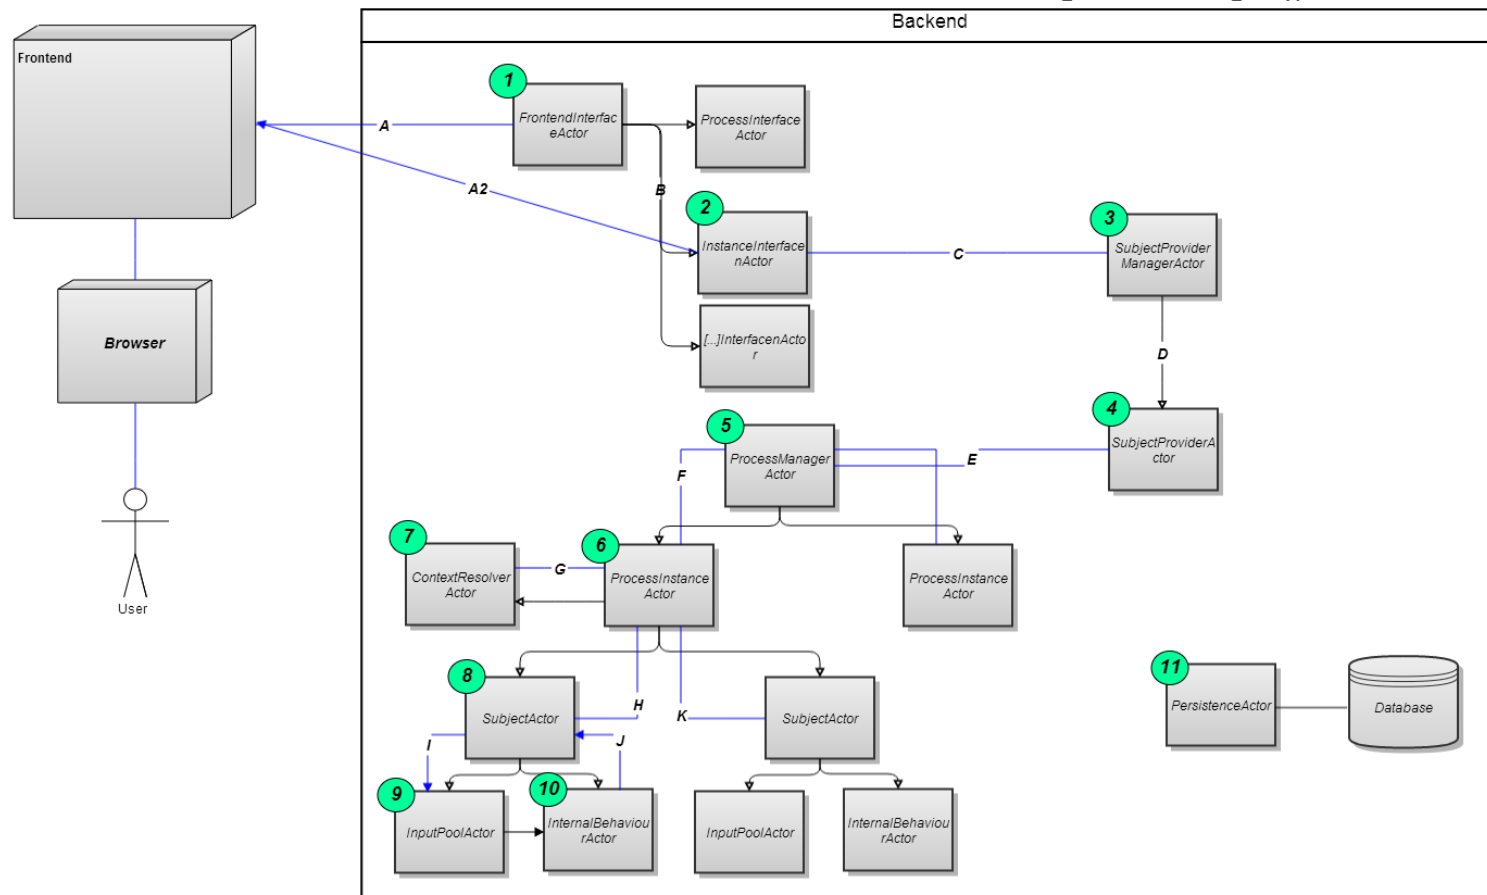 Backend
Frontend
1
FrontendInterfac
eActor
ProcessInterface
Actor
A
A2
B
2
InstanceInterface
nActor
C
3
SubjectProvider
ManagerActor
[...]InterfacenActo
r
D
Browser
4
SubjectProviderA
ctor
5
ProcessManager
Actor
E
F
7
ContextResolver
Actor
G
6
ProcessInstance
Actor
ProcessInstance
Actor
User
8
SubjectActor
H
K
SubjectActor
11
PersistenceActor
Database
I
J
9
InputPoolActor
10
InternalBehaviou
rActor
InputPoolActor
InternalBehaviou
rActor